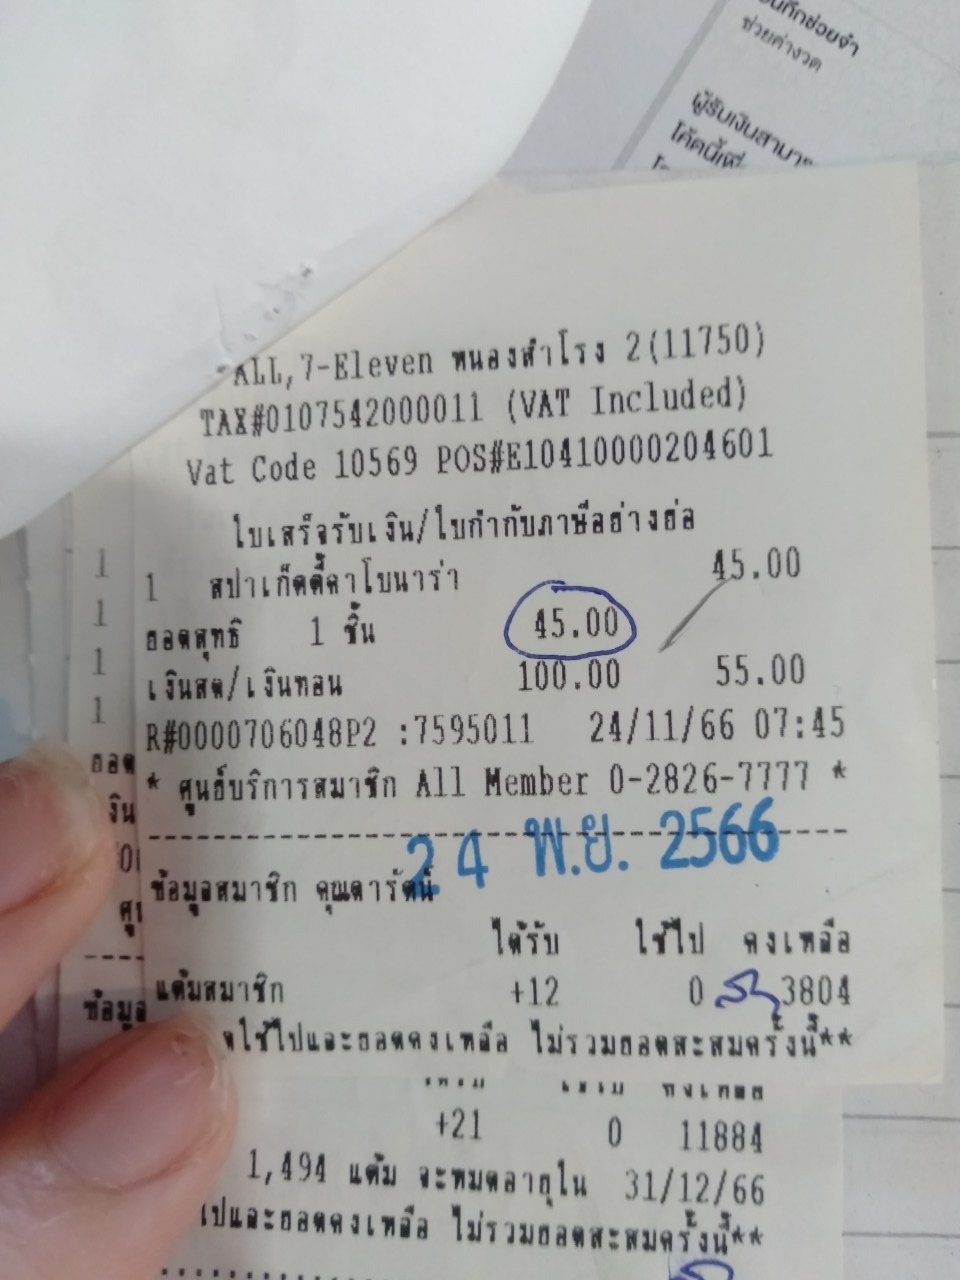 ช่วยค่างวด
ALL,7-Eleven หนองสำโรง 2(11750)
TAX#0107542000011 (VAT Included)
Vat Code 10569 POS#E10410000204601
ใบเสร็จรับเงิน/ใบกำกับภาษีอย่างย่อ
1 สปาเก็ตตี้คาโบนาร่า 45.00
ยอดสุทธิ 1 ชิ้น 45.00
เงินสด/เงินทอน 100.00 55.00
R#0000706048P2 :7595011 24/11/66 07:45
* ศูนย์บริการสมาชิก All Member 0-2826-7777 *
24 พ.ย. 2566
ข้อมูลสมาชิก คุณดารัตน์
ได้รับ ใช้ไป คงเหลือ
แต้มสมาชิก +12 0 3804
ใช้ไปและยอดคงเหลือ ไม่รวมยอดสะสมครั้งนี้**
+21 0 11884
1,494 แต้ม จะหมดอายุใน 31/12/66
ไปและยอดคงเหลือ ไม่รวมยอดสะสมครั้งนี้**